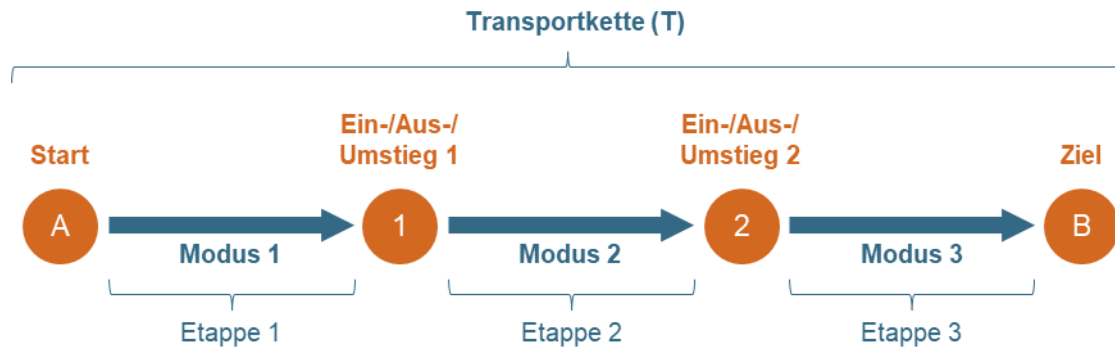 Transportkette (T)
Start
Ein-/Aus-/
Umstieg 1
Ein-/Aus-/
Umstieg 2
Ziel
A
1
2
B
Modus 1
Modus 2
Modus 3
Etappe 1
Etappe 2
Etappe 3